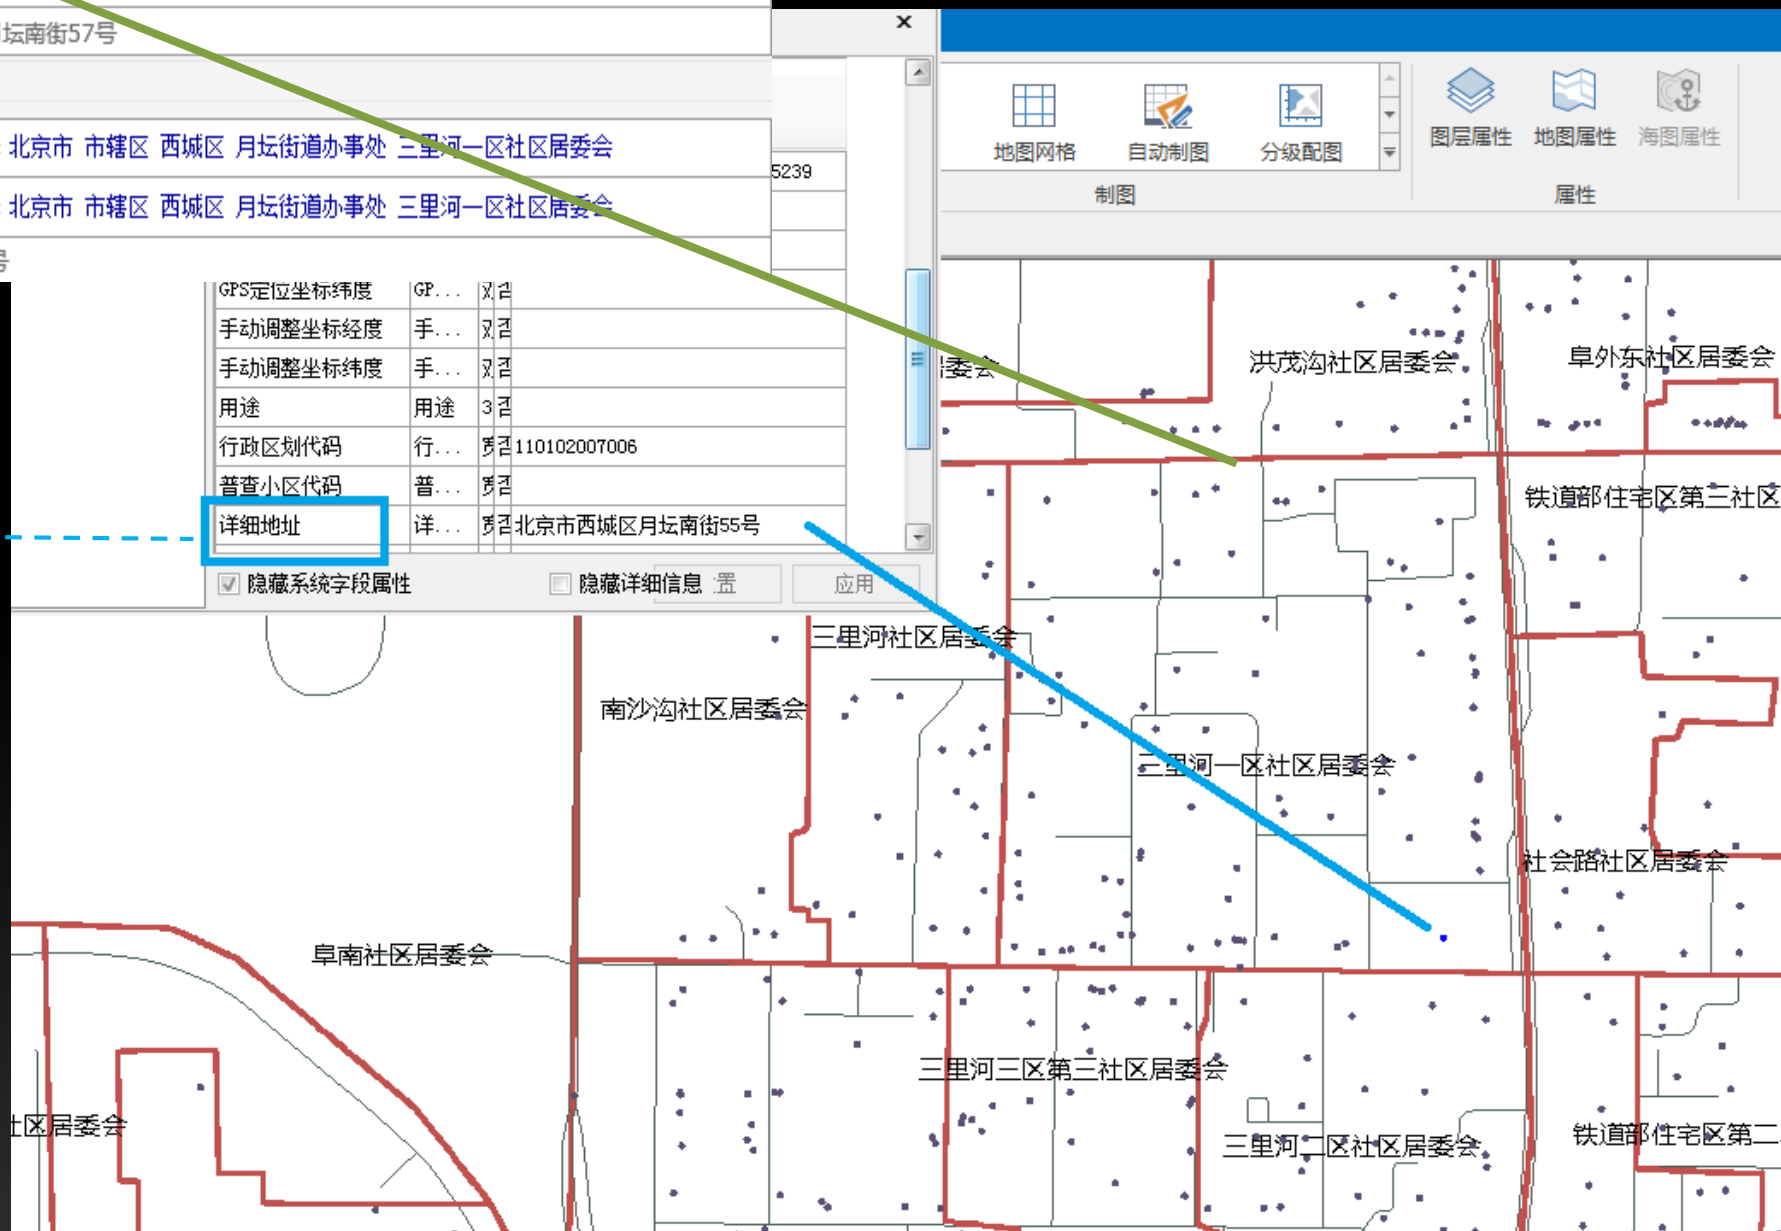 坛南街57号
北京市 市辖区 西城区 月坛街道办事处 三里河一区社区居委会
北京市 市辖区 西城区 月坛街道办事处 三里河一区社区居委会
号
5239
GPS定位坐标纬度 GP... 否
手动调整坐标经度 手... 否
手动调整坐标纬度 手... 否
用途 用途 3 否
行政区划代码 行... 否 110102007006
普查小区代码 普... 否
详细地址 详... 否 北京市西城区月坛南街55号
隐藏系统字段属性 隐藏详细信息 置 应用
地图网格 自动制图 分级配图
制图
图层属性 地图属性 海图属性
属性
委会
洪茂沟社区居委会
阜外东社区居委会
铁道部住宅区第三社区
三里河社区居委会
南沙沟社区居委会
三里河一区社区居委会
社会路社区居委会
阜南社区居委会
三里河三区第三社区居委会
社区居委会
三里河二区社区居委会
铁道部住宅区第二